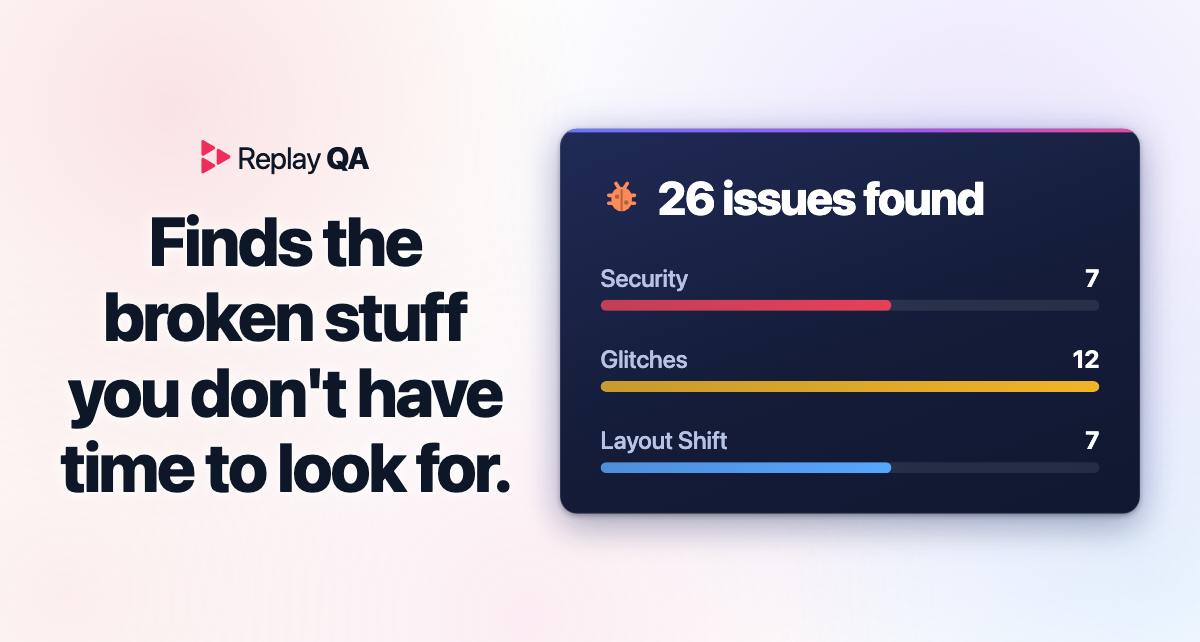 Replay QA
Finds the
broken stuff
you don't have
time to look for.
26 issues found
Security 7
Glitches 12
Layout Shift 7